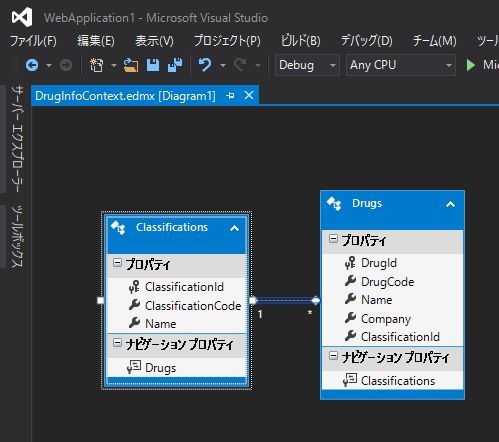 WebApplication1 - Microsoft Visual Studio
ファイル(F) 編集(E) 表示(V) プロジェクト(P) ビルド(B) デバッグ(D) チーム(M) ツー
Debug Any CPU Mic
DrugInfoContext.edmx [Diagram1]
サーバー エクスプローラー
ツールボックス
Classifications
プロパティ
ClassificationId
ClassificationCode
Name
ナビゲーション プロパティ
Drugs
1
*
Drugs
プロパティ
DrugId
DrugCode
Name
Company
ClassificationId
ナビゲーション プロパティ
Classifications